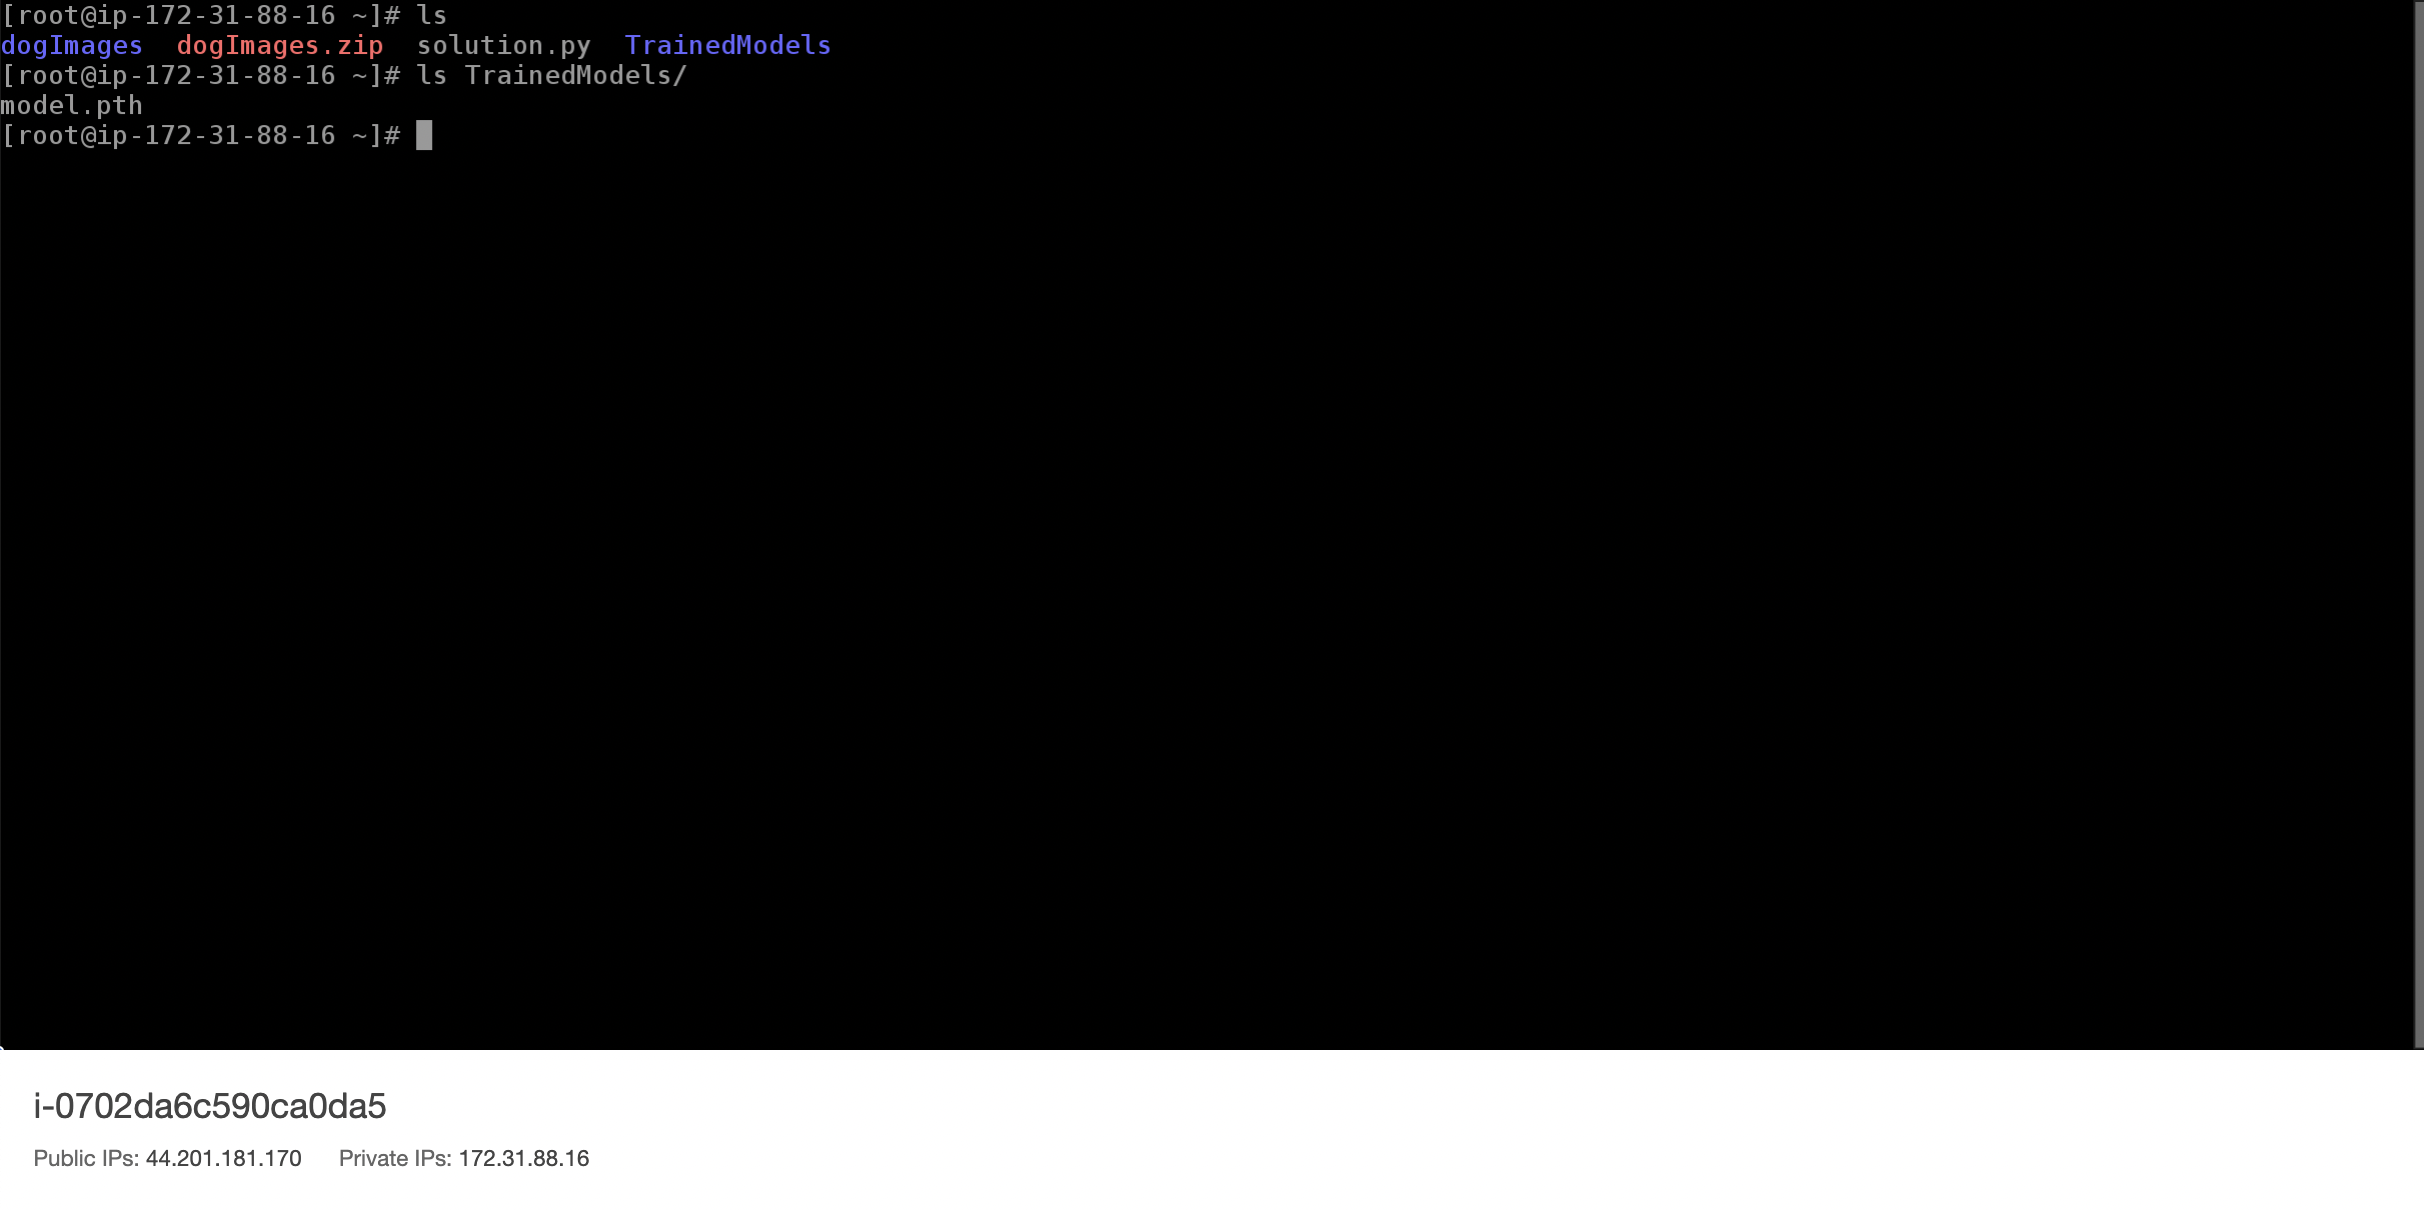 [root@ip-172-31-88-16 ~]# ls
dogImages  dogImages.zip  solution.py  TrainedModels
[root@ip-172-31-88-16 ~]# ls TrainedModels/
model.pth
[root@ip-172-31-88-16 ~]#
i-0702da6c590ca0da5
Public IPs: 44.201.181.170    Private IPs: 172.31.88.16